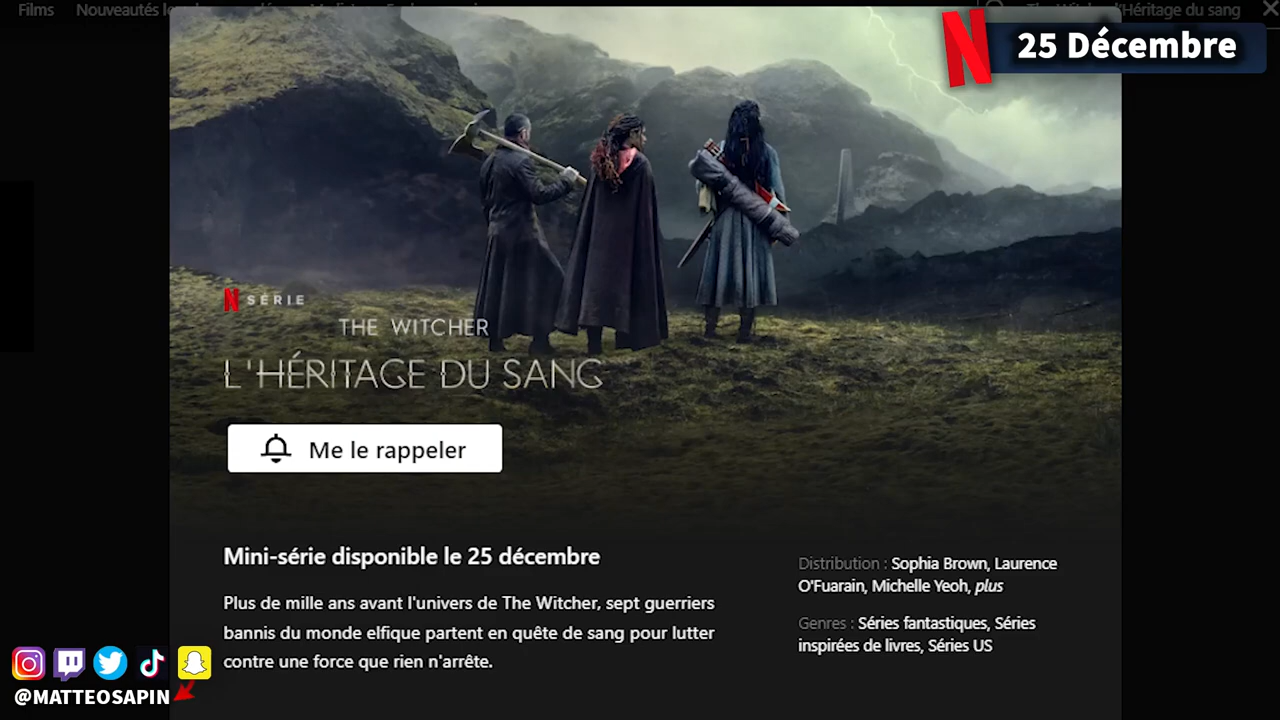 Films
25 Décembre
SÉRIE
THE WITCHER
L'HÉRITAGE DU SANG
Me le rappeler
Mini-série disponible le 25 décembre
Plus de mille ans avant l'univers de The Witcher, sept guerriers
bannis du monde elfique partent en quête de sang pour lutter
contre une force que rien n'arrête.
Distribution : Sophia Brown, Laurence
O'Fuarain, Michelle Yeoh, plus
Genres : Séries fantastiques, Séries
inspirées de livres, Séries US
@MATTEOSAPIN